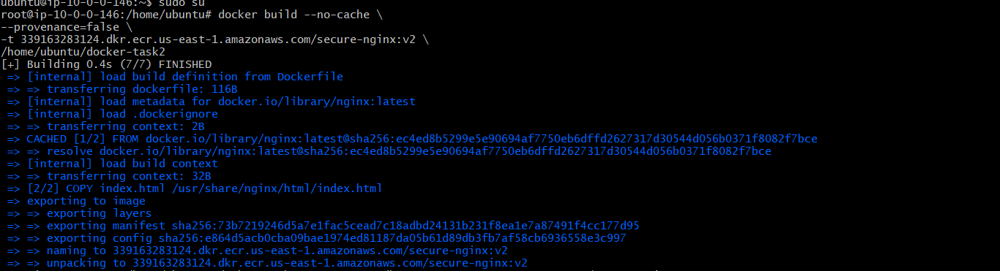 ubuntu@ip-10-0-0-146:~$ sudo su
root@ip-10-0-0-146:/home/ubuntu# docker build --no-cache \
--provenance=false \
-t 339163283124.dkr.ecr.us-east-1.amazonaws.com/secure-nginx:v2 \
/home/ubuntu/docker-task2
[+] Building 0.4s (7/7) FINISHED
=> [internal] load build definition from Dockerfile
=> => transferring dockerfile: 116B
=> [internal] load metadata for docker.io/library/nginx:latest
=> [internal] load .dockerignore
=> => transferring context: 2B
=> CACHED [1/2] FROM docker.io/library/nginx:latest@sha256:ec4ed8b5299e5e90694af7750eb6dffd2627317d30544d056b0371f8082f7bce
=> => resolve docker.io/library/nginx:latest@sha256:ec4ed8b5299e5e90694af7750eb6dffd2627317d30544d056b0371f8082f7bce
=> [internal] load build context
=> => transferring context: 32B
=> [2/2] COPY index.html /usr/share/nginx/html/index.html
=> exporting to image
=> => exporting layers
=> => exporting manifest sha256:73b7219246d5a7e1fac5cead7c18adbd24131b231f8ea1e7a87491f4cc177d95
=> => exporting config sha256:e864d5acb0cba09bae1974ed81187da05b61d89db3fb7af58cb6936558e3c997
=> => naming to 339163283124.dkr.ecr.us-east-1.amazonaws.com/secure-nginx:v2
=> => unpacking to 339163283124.dkr.ecr.us-east-1.amazonaws.com/secure-nginx:v2